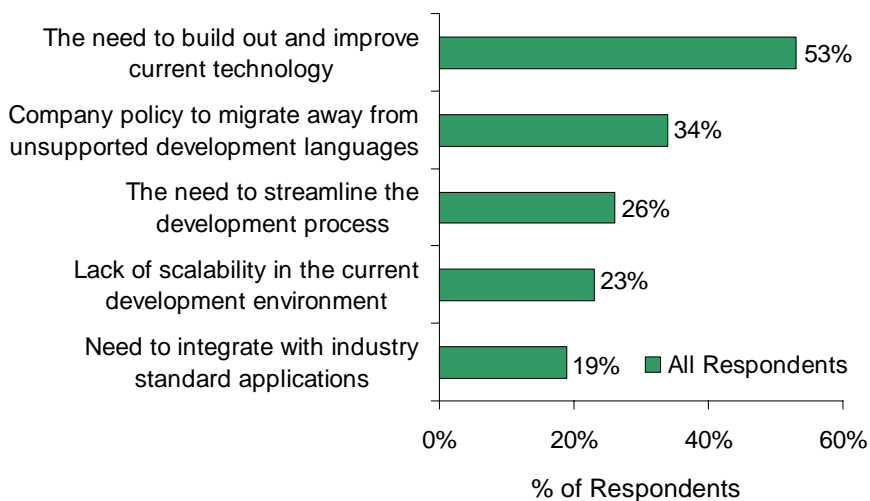 The need to build out and improve
current technology
53%
Company policy to migrate away from
unsupported development languages
34%
The need to streamline the
development process
26%
Lack of scalability in the current
development environment
23%
Need to integrate with industry
standard applications
19%
All Respondents
0%
20%
40%
60%
% of Respondents